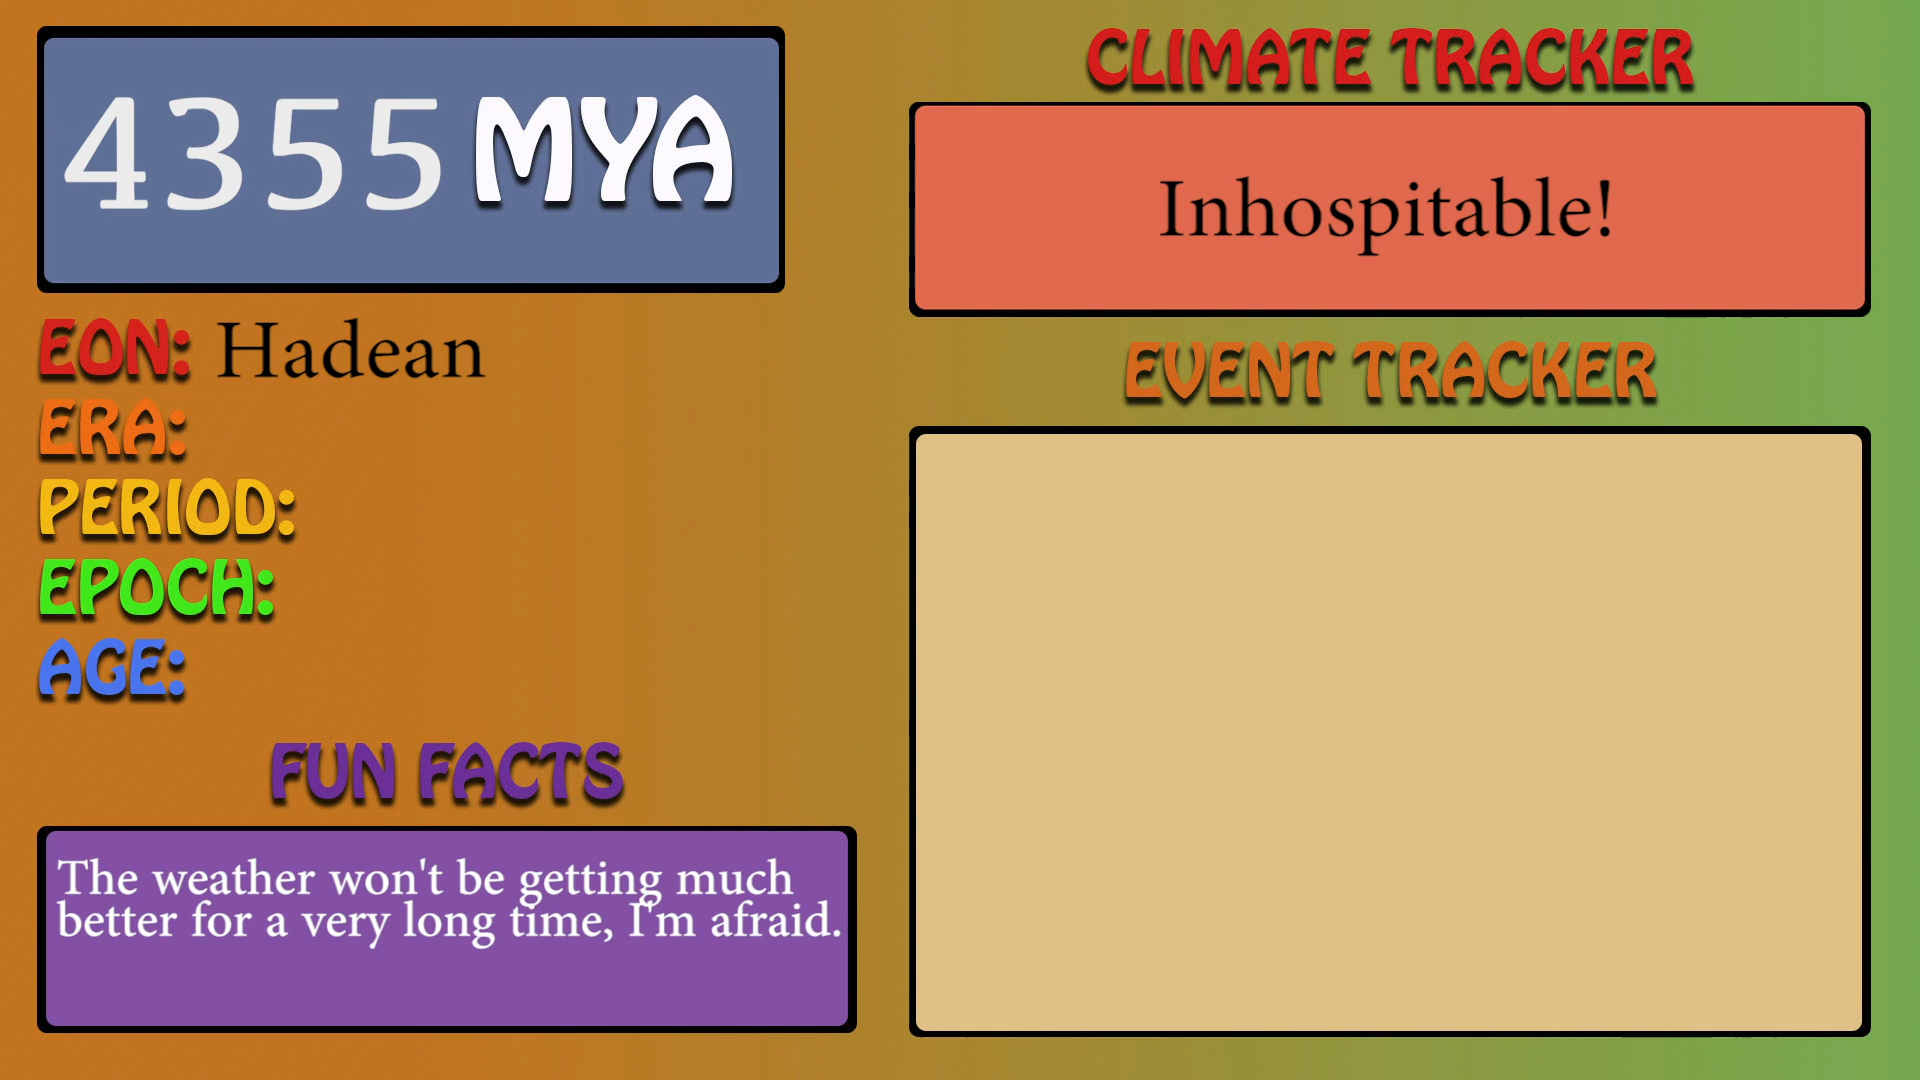 4355 MYA
EON: Hadean
ERA:
PERIOD:
EPOCH:
AGE:
FUN FACTS
The weather won't be getting much
better for a very long time, I'm afraid.
CLIMATE TRACKER
Inhospitable!
EVENT TRACKER